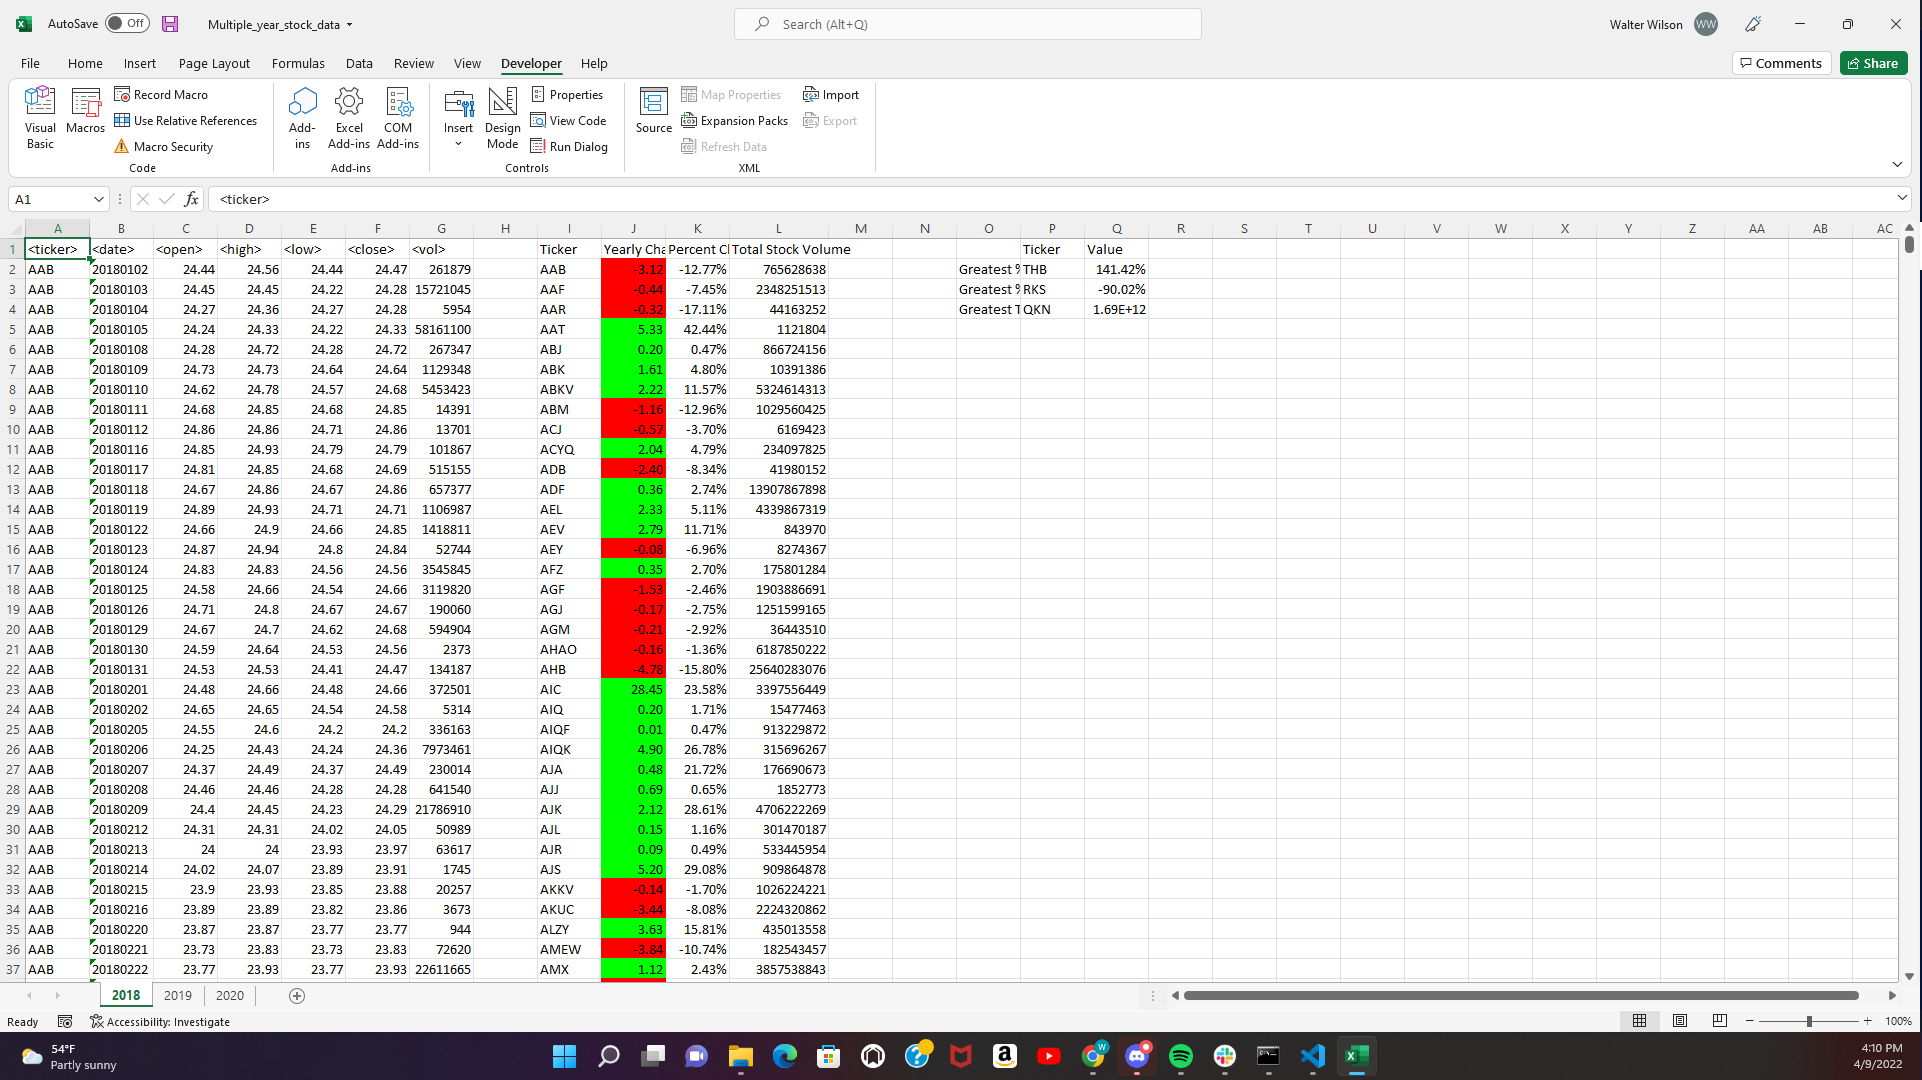 AutoSave Off Multiple_year_stock_data Search (Alt+Q) Walter Wilson WW
File Home Insert Page Layout Formulas Data Review View Developer Help Comments Share
Visual Basic Macros Record Macro Use Relative References Macro Security Code
Add-ins Excel Add-ins COM Add-ins Add-ins
Insert Design Mode Properties View Code Run Dialog Controls
Source Map Properties Expansion Packs Refresh Data Import Export XML
A1 fx <ticker>
A B C D E F G H I J K L M N O P Q R S T U V W X Y Z AA AB AC
1 <ticker> <date> <open> <high> <low> <close> <vol> Ticker Yearly Cha Percent Cl Total Stock Volume Ticker Value
2 AAB 20180102 24.44 24.56 24.44 24.47 261879 AAB -3.12 -12.77% 765628638 Greatest % THB 141.42%
3 AAB 20180103 24.45 24.45 24.22 24.28 15721045 AAF -0.44 -7.45% 2348251513 Greatest % RKS -90.02%
4 AAB 20180104 24.27 24.36 24.27 24.28 5954 AAR -0.32 -17.11% 44163252 Greatest T QKN 1.69E+12
5 AAB 20180105 24.24 24.33 24.22 24.33 58161100 AAT 5.33 42.44% 1121804
6 AAB 20180108 24.28 24.72 24.28 24.72 267347 ABJ 0.20 0.47% 866724156
7 AAB 20180109 24.73 24.73 24.64 24.64 1129348 ABK 1.61 4.80% 10391386
8 AAB 20180110 24.62 24.78 24.57 24.68 5453423 ABKV 2.22 11.57% 5324614313
9 AAB 20180111 24.68 24.85 24.68 24.85 14391 ABM -1.16 -12.96% 1029560425
10 AAB 20180112 24.86 24.86 24.71 24.86 13701 ACJ -0.57 -3.70% 6169423
11 AAB 20180116 24.85 24.93 24.79 24.79 101867 ACYQ 2.04 4.79% 234097825
12 AAB 20180117 24.81 24.85 24.68 24.69 515155 ADB -2.40 -8.34% 41980152
13 AAB 20180118 24.67 24.86 24.67 24.86 657377 ADF 0.36 2.74% 13907867898
14 AAB 20180119 24.89 24.93 24.71 24.71 1106987 AEL 2.33 5.11% 4339867319
15 AAB 20180122 24.66 24.9 24.66 24.85 1418811 AEV 2.79 11.71% 843970
16 AAB 20180123 24.87 24.94 24.8 24.84 52744 AEY -0.08 -6.96% 8274367
17 AAB 20180124 24.83 24.83 24.56 24.56 3545845 AFZ 0.35 2.70% 175801284
18 AAB 20180125 24.58 24.66 24.54 24.66 3119820 AGF -1.53 -2.46% 1903886691
19 AAB 20180126 24.71 24.8 24.67 24.67 190060 AGJ -0.17 -2.75% 1251599165
20 AAB 20180129 24.67 24.7 24.62 24.68 594904 AGM -0.21 -2.92% 36443510
21 AAB 20180130 24.59 24.64 24.53 24.56 2373 AHAO -0.16 -1.36% 6187850222
22 AAB 20180131 24.53 24.53 24.41 24.47 134187 AHB -4.78 -15.80% 25640283076
23 AAB 20180201 24.48 24.66 24.48 24.66 372501 AIC 28.45 23.58% 3397556449
24 AAB 20180202 24.65 24.65 24.54 24.58 5314 AIQ 0.20 1.71% 15477463
25 AAB 20180205 24.55 24.6 24.2 24.2 336163 AIQF 0.01 0.47% 913229872
26 AAB 20180206 24.25 24.43 24.24 24.36 7973461 AIQK 4.90 26.78% 315696267
27 AAB 20180207 24.37 24.49 24.37 24.49 230014 AJA 0.48 21.72% 176690673
28 AAB 20180208 24.46 24.46 24.28 24.28 641540 AJJ 0.69 0.65% 1852773
29 AAB 20180209 24.4 24.45 24.23 24.29 21786910 AJK 2.12 28.61% 4706222269
30 AAB 20180212 24.31 24.31 24.02 24.05 50989 AJL 0.15 1.16% 301470187
31 AAB 20180213 24 24 23.93 23.97 63617 AJR 0.09 0.49% 533445954
32 AAB 20180214 24.02 24.07 23.89 23.91 1745 AJS 5.20 29.08% 909864878
33 AAB 20180215 23.9 23.93 23.85 23.88 20257 AKKV -0.14 -1.70% 1026224221
34 AAB 20180216 23.89 23.89 23.82 23.86 3673 AKUC -3.44 -8.08% 2224320862
35 AAB 20180220 23.87 23.87 23.77 23.77 944 ALZY 3.63 15.81% 435013558
36 AAB 20180221 23.73 23.83 23.73 23.83 72620 AMEW -3.84 -10.74% 182543457
37 AAB 20180222 23.77 23.93 23.77 23.93 22611665 AMX 1.12 2.43% 3857538843
2018 2019 2020
Ready Accessibility: Investigate 100%
54°F
Partly sunny
4:10 PM
4/9/2022